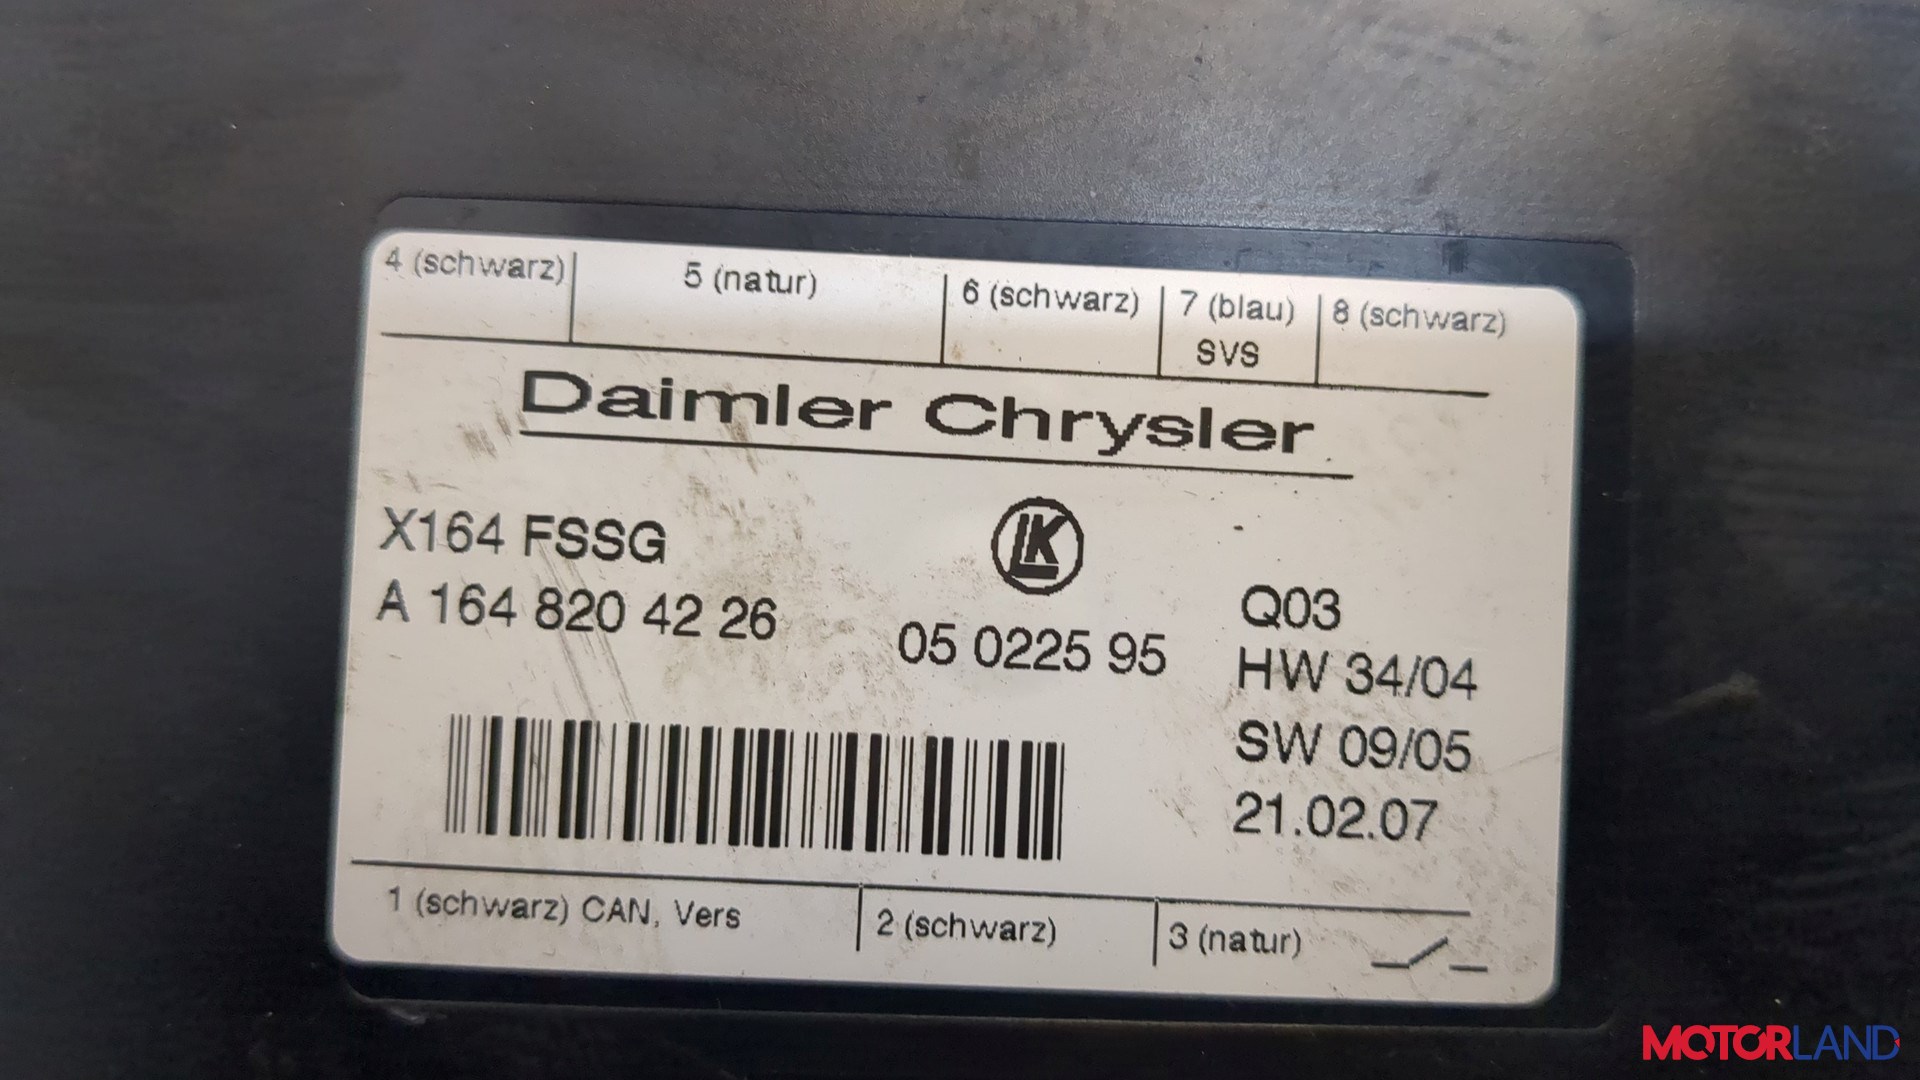 4 (schwarz) 5 (natur) 6 (schwarz) 7 (blau) 8 (schwarz)
SVS
Daimler Chrysler
X164 FSSG
LK
A 164 820 42 26
05 0225 95
Q03
HW 34/04
SW 09/05
21.02.07
1 (schwarz) CAN, Vers 2 (schwarz) 3 (natur)
MOTORLAND